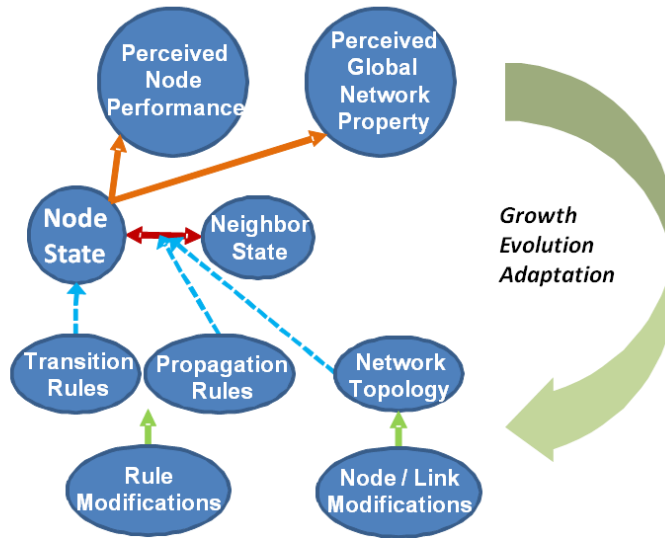 Perceived
Node
Performance
Perceived
Global
Network
Property
Node
State
Neighbor
State
Growth
Evolution
Adaptation
Transition
Rules
Propagation
Rules
Network
Topology
Rule
Modifications
Node / Link
Modifications